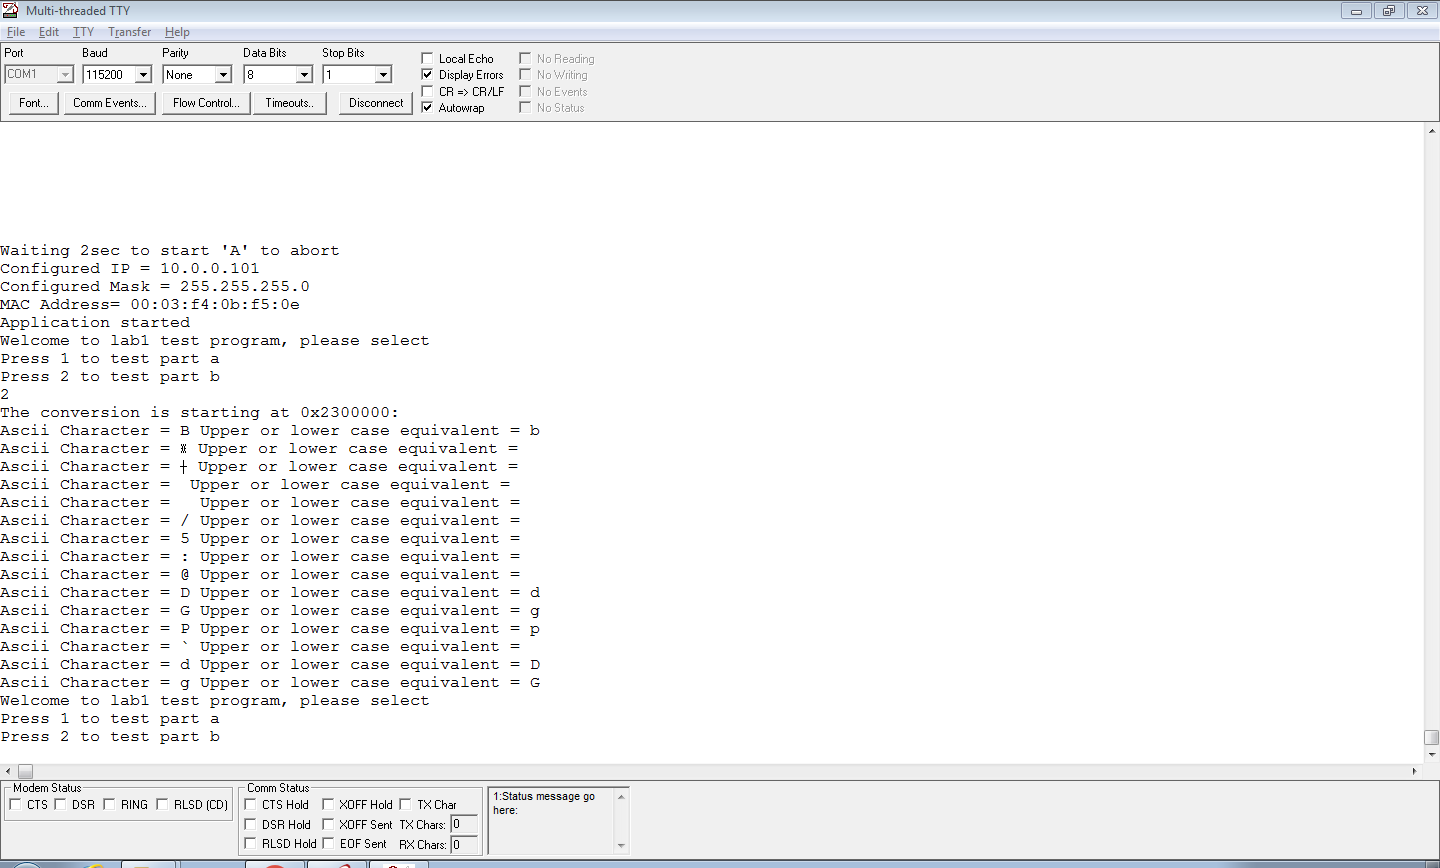 Multi-threaded TTY
File Edit TTY Transfer Help
Port Baud Parity Data Bits Stop Bits
COM1 115200 None 8 1
Font... Comm Events... Flow Control... Timeouts.. Disconnect
Local Echo No Reading
Display Errors No Writing
CR => CR/LF No Events
Autowrap No Status
Waiting 2sec to start 'A' to abort
Configured IP = 10.0.0.101
Configured Mask = 255.255.255.0
MAC Address= 00:03:f4:0b:f5:0e
Application started
Welcome to lab1 test program, please select
Press 1 to test part a
Press 2 to test part b
2
The conversion is starting at 0x2300000:
Ascii Character = B Upper or lower case equivalent = b
Ascii Character = Upper or lower case equivalent =
Ascii Character = Upper or lower case equivalent =
Ascii Character = Upper or lower case equivalent =
Ascii Character = Upper or lower case equivalent =
Ascii Character = / Upper or lower case equivalent =
Ascii Character = 5 Upper or lower case equivalent =
Ascii Character = : Upper or lower case equivalent =
Ascii Character = @ Upper or lower case equivalent =
Ascii Character = D Upper or lower case equivalent = d
Ascii Character = G Upper or lower case equivalent = g
Ascii Character = P Upper or lower case equivalent = p
Ascii Character = ` Upper or lower case equivalent =
Ascii Character = d Upper or lower case equivalent = D
Ascii Character = g Upper or lower case equivalent = G
Welcome to lab1 test program, please select
Press 1 to test part a
Press 2 to test part b
Modem Status
CTS DSR RING RLSD (CD)
Comm Status
CTS Hold XOFF Hold TX Char
DSR Hold XOFF Sent TX Chars: 0
RLSD Hold EOF Sent RX Chars: 0
1:Status message go
here: